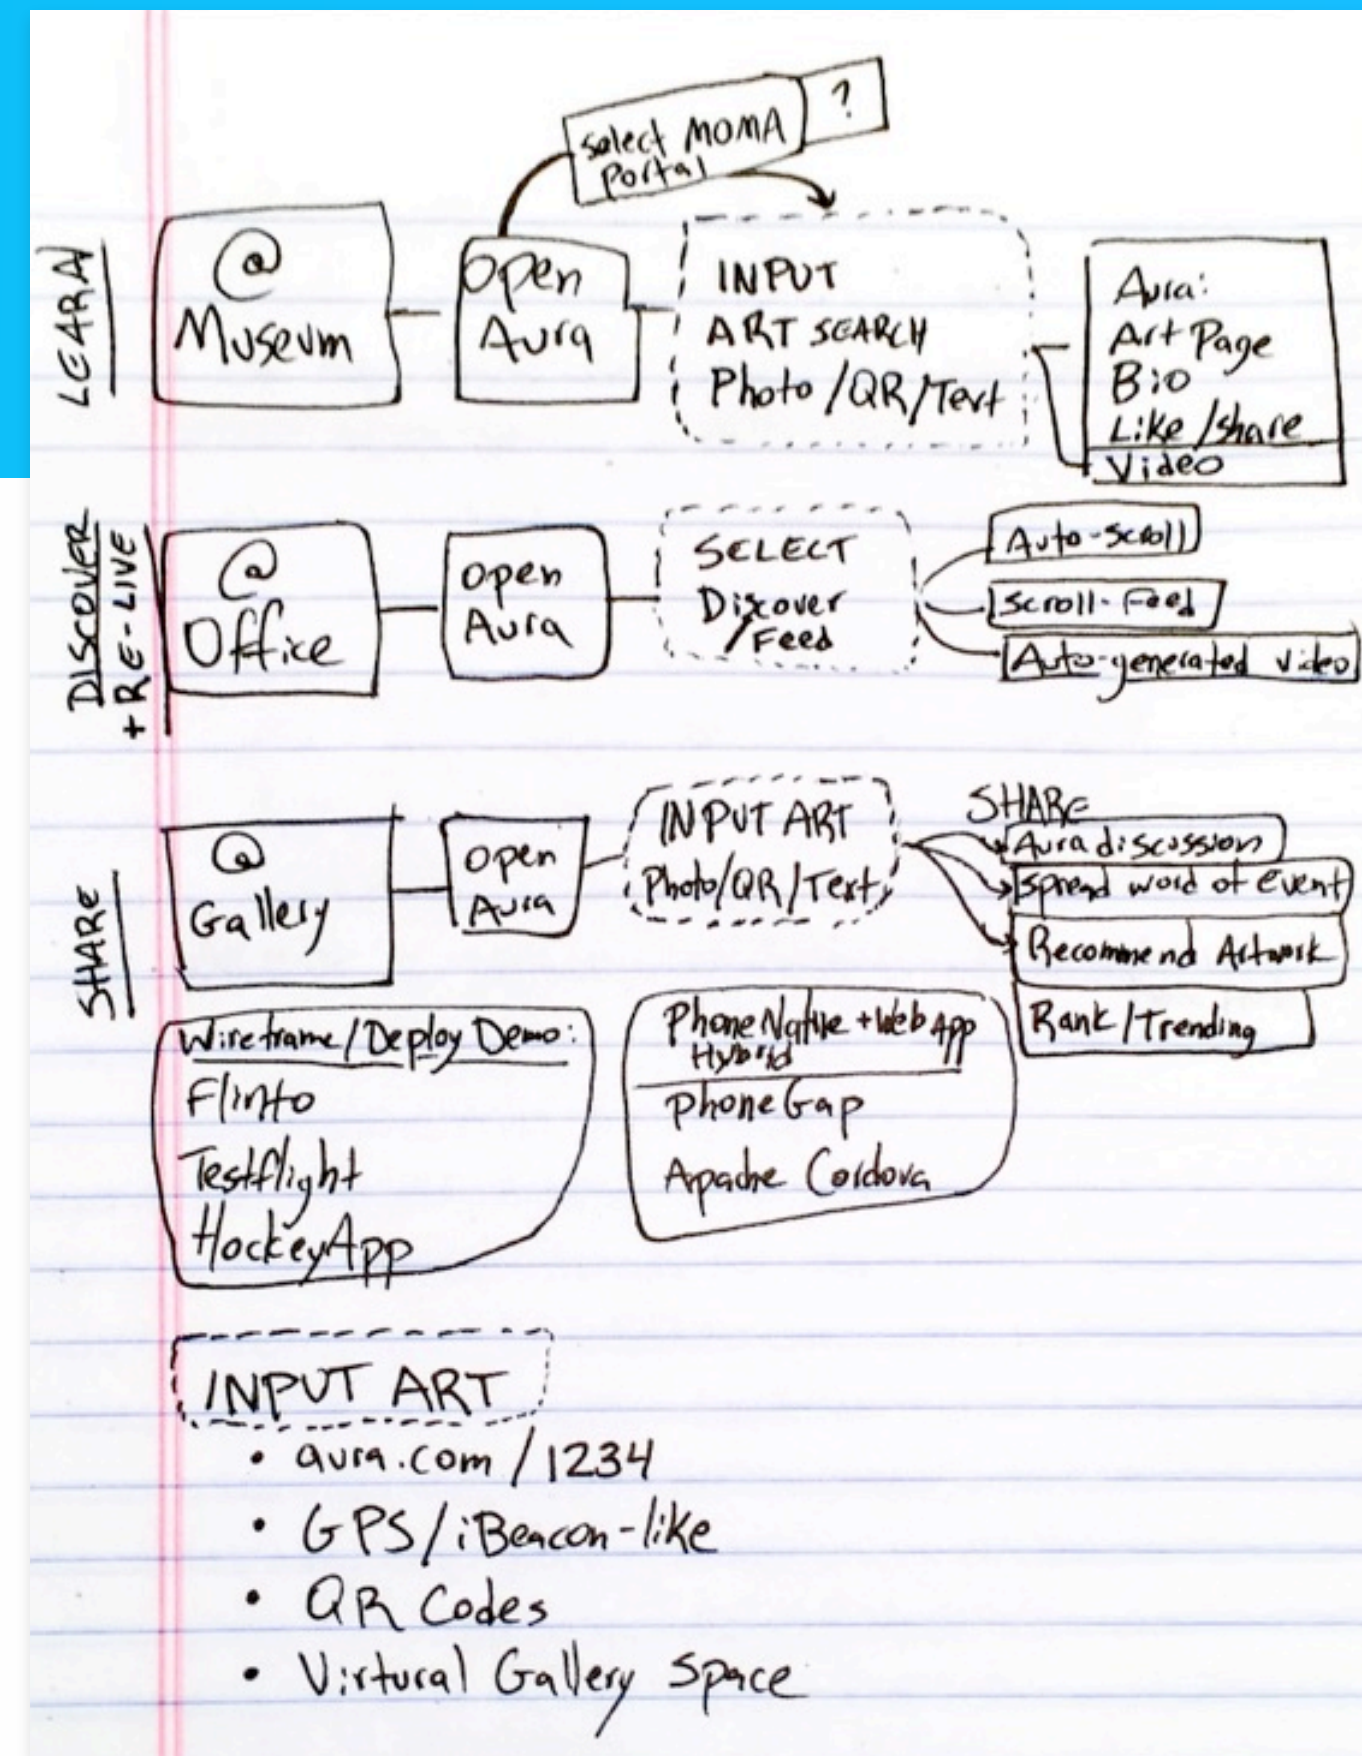 Select MOMA
Portal
?
LEARN
@
Museum
Open
Aura
INPUT
ART SEARCH
Photo/QR/Text
Aura:
Art Page
Bio
Like/share
Video
DISCOVER
+ RE-LIVE
@
Office
open
Aura
SELECT
Discover
/Feed
Auto-scroll
Scroll-Feed
Auto-generated video
SHARE
@
Gallery
open
Aura
INPUT ART
Photo/QR/Text
SHARE
Aura discussion
spread word of event
Recommend Artwork
Rank/Trending
Wireframe/Deploy Demo:
Flinto
Testflight
HockeyApp
Phone Native + Web App
Hybrid
PhoneGap
Apache Cordova
INPUT ART
• aura.com/1234
• GPS/iBeacon-like
• QR Codes
• Virtural Gallery Space